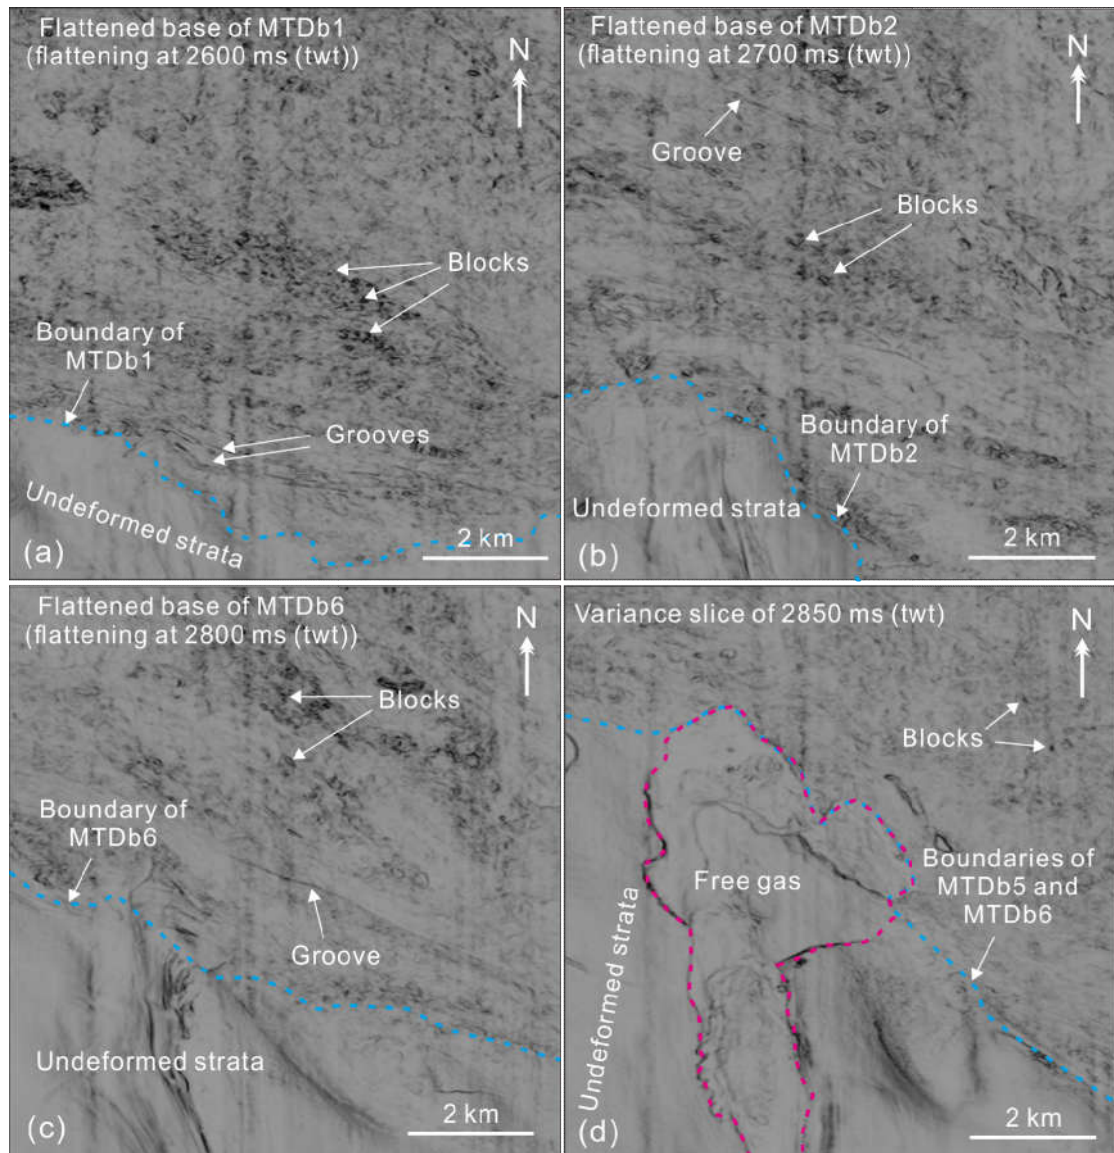 Flattened base of MTDb1
(flattening at 2600 ms (twt))
N
Blocks
Boundary of
MTDb1
Grooves
Undeformed strata
2 km
(a)
Flattened base of MTDb2
(flattening at 2700 ms (twt))
N
Groove
Blocks
Boundary of
MTDb2
Undeformed strata
2 km
(b)
Flattened base of MTDb6
(flattening at 2800 ms (twt))
N
Blocks
Boundary of
MTDb6
Groove
Undeformed strata
2 km
(c)
Variance slice of 2850 ms (twt)
N
Blocks
Boundaries of
MTDb5 and
MTDb6
Free gas
Undeformed strata
2 km
(d)